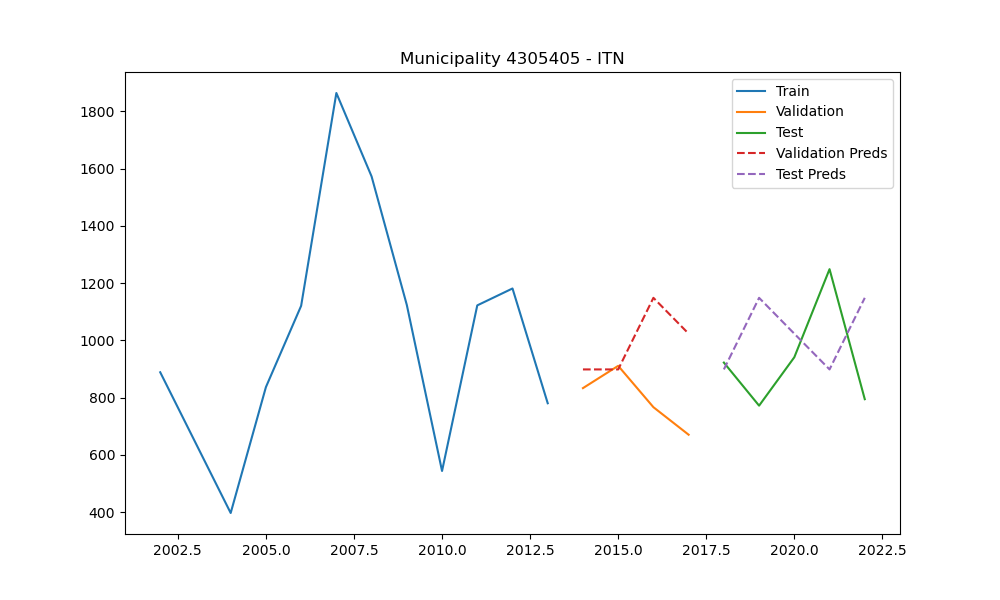 Municipality 4305405 - ITN
Train
Validation
Test
Validation Preds
Test Preds
1800
1600
1400
1200
1000
800
600
400
2002.5 2005.0 2007.5 2010.0 2012.5 2015.0 2017.5 2020.0 2022.5